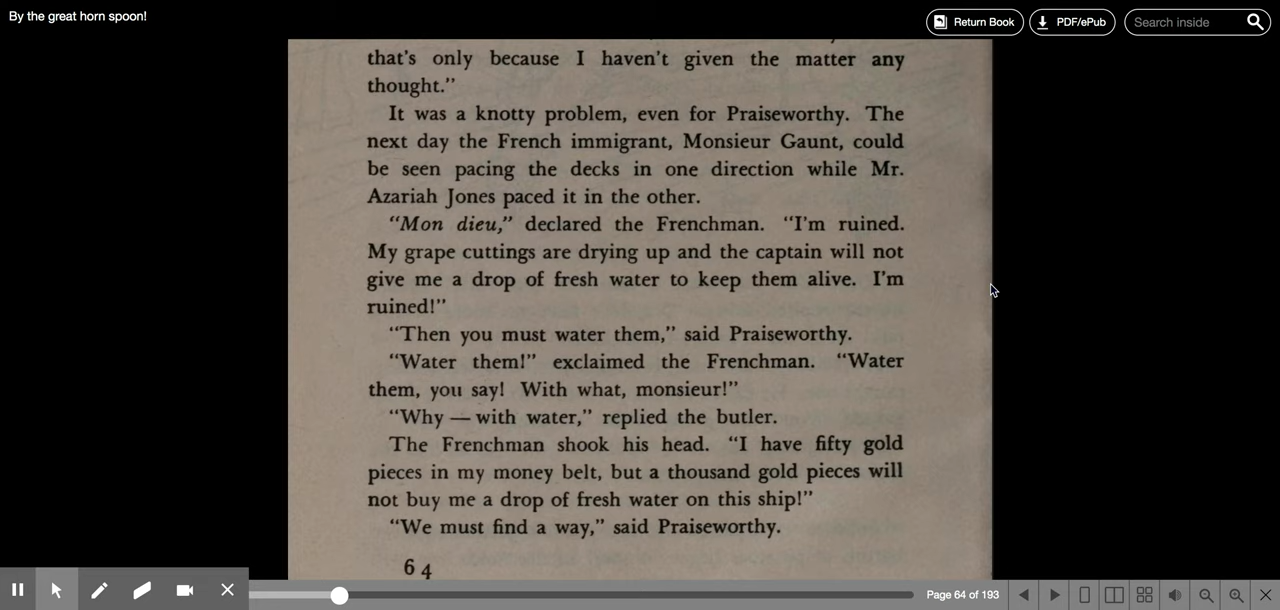 By the great horn spoon!
Return Book
PDF/ePub
Search inside
that's only because I haven't given the matter any
thought."
It was a knotty problem, even for Praiseworthy. The
next day the French immigrant, Monsieur Gaunt, could
be seen pacing the decks in one direction while Mr.
Azariah Jones paced it in the other.
"Mon dieu," declared the Frenchman. "I'm ruined.
My grape cuttings are drying up and the captain will not
give me a drop of fresh water to keep them alive. I'm
ruined!"
"Then you must water them," said Praiseworthy.
"Water them!" exclaimed the Frenchman. "Water
them, you say! With what, monsieur!"
"Why — with water," replied the butler.
The Frenchman shook his head. "I have fifty gold
pieces in my money belt, but a thousand gold pieces will
not buy me a drop of fresh water on this ship!"
"We must find a way," said Praiseworthy.
64
Page 64 of 193